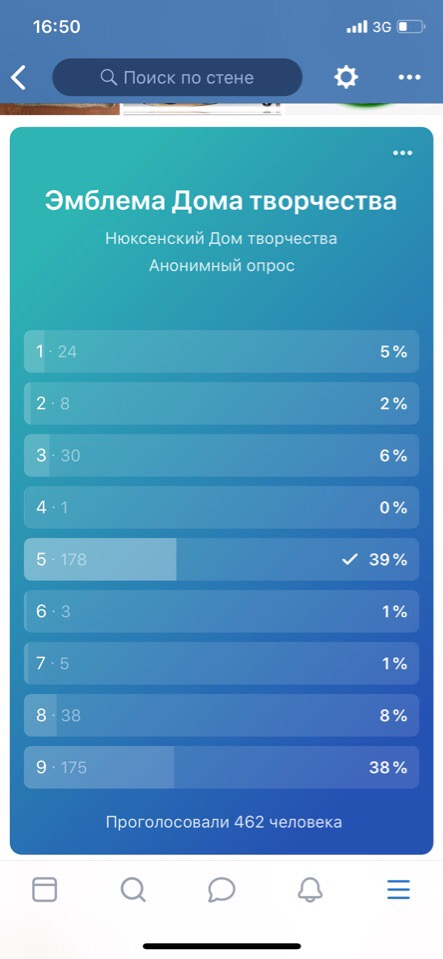 16:50
3G
Поиск по стене
Эмблема Дома творчества
Нюксенский Дом творчества
Анонимный опрос
1 · 24 5 %
2 · 8 2 %
3 · 30 6 %
4 · 1 0 %
5 · 178 39 %
6 · 3 1 %
7 · 5 1 %
8 · 38 8 %
9 · 175 38 %
Проголосовали 462 человека